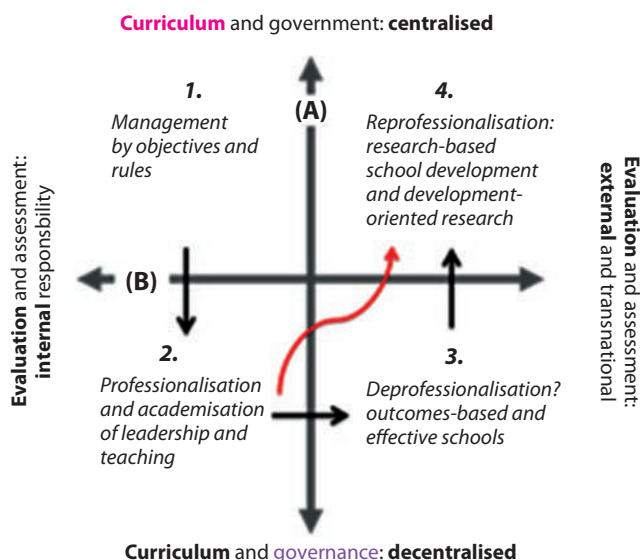 Curriculum and government: centralised
1.
Management
by objectives and
rules
(A)
4.
Reprofessionalisation:
research-based
school development
and development-
oriented research
Evaluation and assessment:
internal responsbility
(B)
Evaluation and assessment:
external and transnational
2.
Professionalisation
and academisation
of leadership and
teaching
3.
Deprofessionalisation?
outcomes-based and
effective schools
Curriculum and governance: decentralised